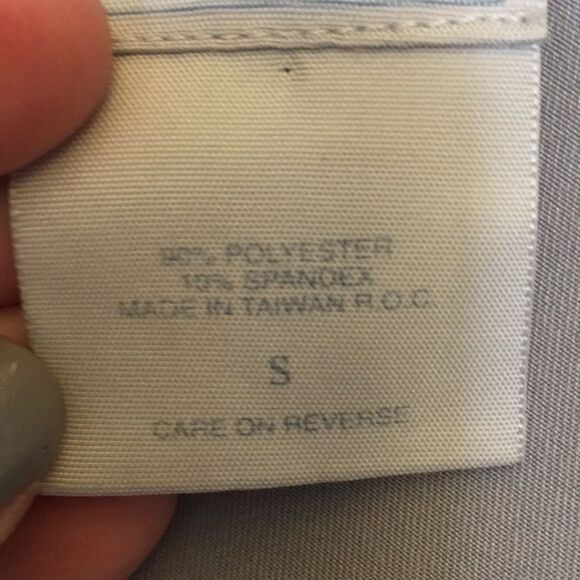 90% POLYESTER
10% SPANDEX
MADE IN TAIWAN R.O.C.
S
CARE ON REVERSE